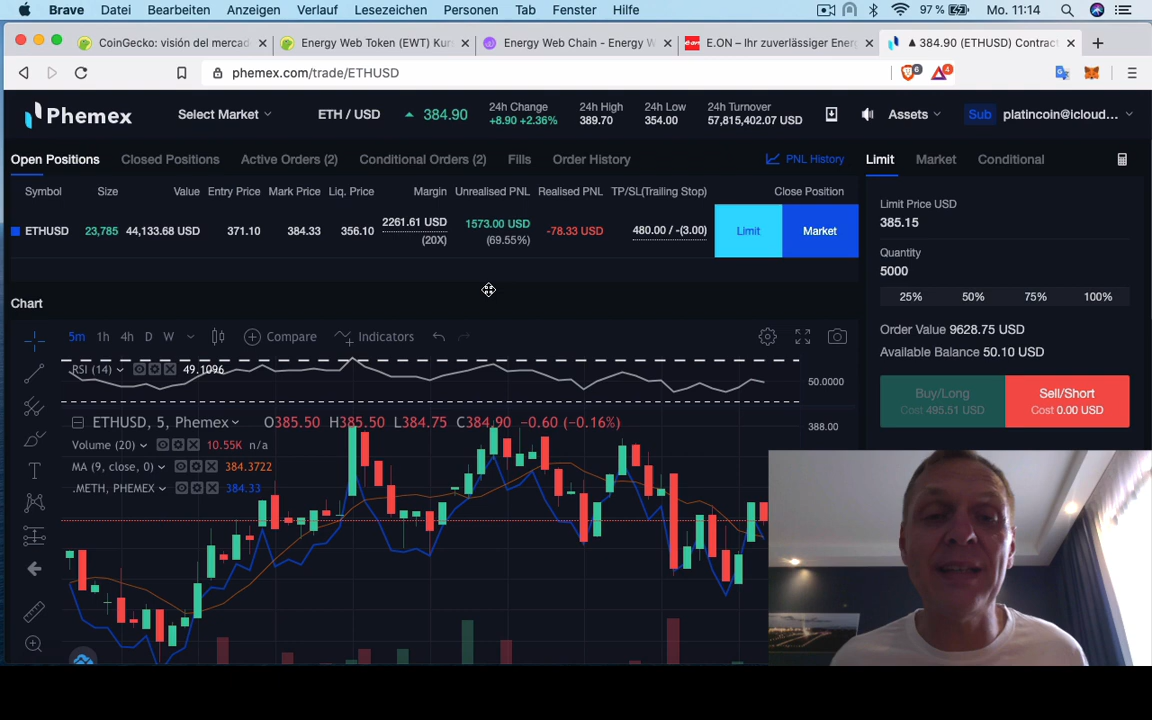 Brave Datei Bearbeiten Anzeigen Verlauf Lesezeichen Personen Tab Fenster Hilfe 97 % Mo. 11:14
CoinGecko: visión del mercad Energy Web Token (EWT) Kurs Energy Web Chain - Energy W e·on E.ON – Ihr zuverlässiger Energ ▲ 384.90 (ETHUSD) Contract
phemex.com/trade/ETHUSD 6 4
Phemex Select Market ETH / USD 384.90 24h Change 24h High 24h Low 24h Turnover Assets Sub platincoin@icloud...
+8.90 +2.36% 389.70 354.00 57,815,402.07 USD
Open Positions Closed Positions Active Orders (2) Conditional Orders (2) Fills Order History PNL History Limit Market Conditional
Symbol Size Value Entry Price Mark Price Liq. Price Margin Unrealised PNL Realised PNL TP/SL(Trailing Stop) Close Position
ETHUSD 23,785 44,133.68 USD 371.10 384.33 356.10 2261.61 USD 1573.00 USD -78.33 USD 480.00 / -(3.00) Limit Market
(20X) (69.55%)
Limit Price USD
385.15
Quantity
5000
25% 50% 75% 100%
Order Value 9628.75 USD
Available Balance 50.10 USD
Buy/Long Sell/Short
Cost 495.51 USD Cost 0.00 USD
Chart
5m 1h 4h D W Compare Indicators
RSI (14) 49.1096
50.0000
ETHUSD, 5, Phemex O385.50 H385.50 L384.75 C384.90 −0.60 (−0.16%) 388.00
Volume (20) 10.55K n/a
MA (9, close, 0) 384.3722
.METH, PHEMEX 384.33